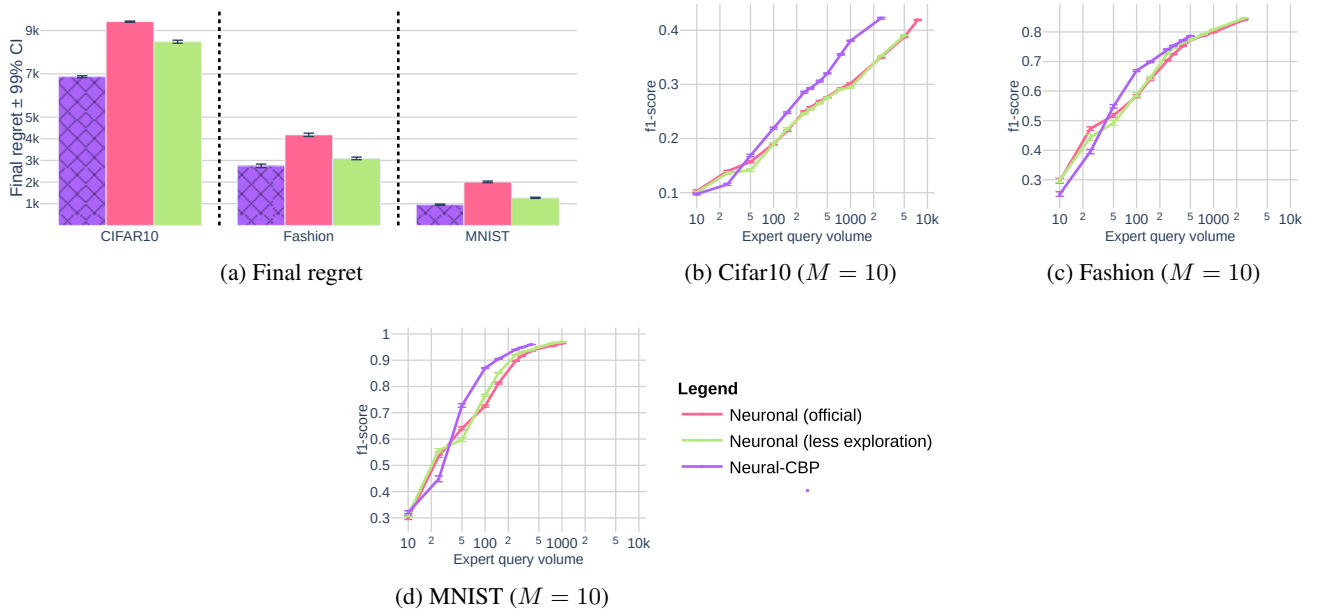 Final regret ± 99% CI
9k
7k
5k
4k
3k
2k
1k
CIFAR10
Fashion
MNIST
(a) Final regret
f1-score
0.4
0.3
0.2
0.1
10 2 5 100 2 5 1000 2 5 10k
Expert query volume
(b) Cifar10 (M = 10)
f1-score
0.8
0.7
0.6
0.5
0.4
0.3
10 2 5 100 2 5 1000 2 5 10k
Expert query volume
(c) Fashion (M = 10)
f1-score
1
0.9
0.8
0.7
0.6
0.5
0.4
0.3
10 2 5 100 2 5 1000 2 5 10k
Expert query volume
(d) MNIST (M = 10)
Legend
Neuronal (official)
Neuronal (less exploration)
Neural-CBP